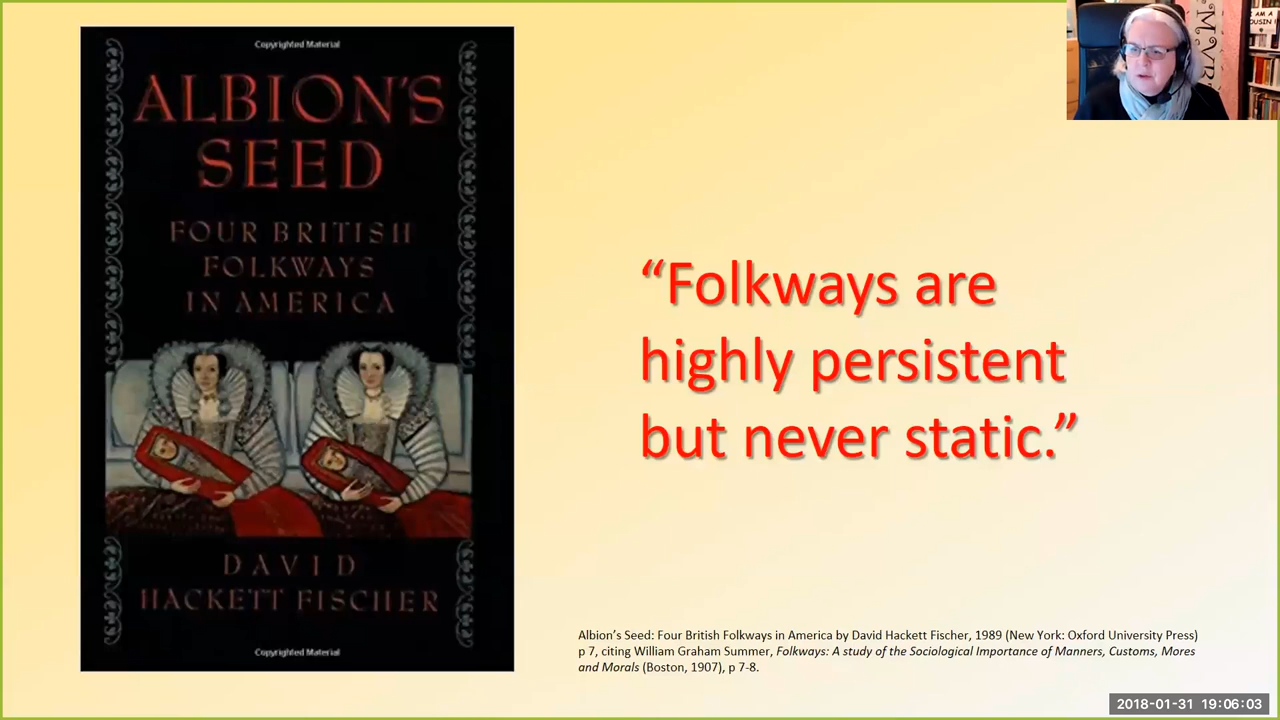 Copyrighted Material
ALBION'S
SEED
FOUR BRITISH
FOLKWAYS
IN AMERICA
DAVID
HACKETT FISCHER
Copyrighted Material
“Folkways are
highly persistent
but never static.”
Albion’s Seed: Four British Folkways in America by David Hackett Fischer, 1989 (New York: Oxford University Press)
p 7, citing William Graham Summer, Folkways: A study of the Sociological Importance of Manners, Customs, Mores
and Morals (Boston, 1907), p 7-8.
I AM A
COUSIN
2018-01-31 19:06:03